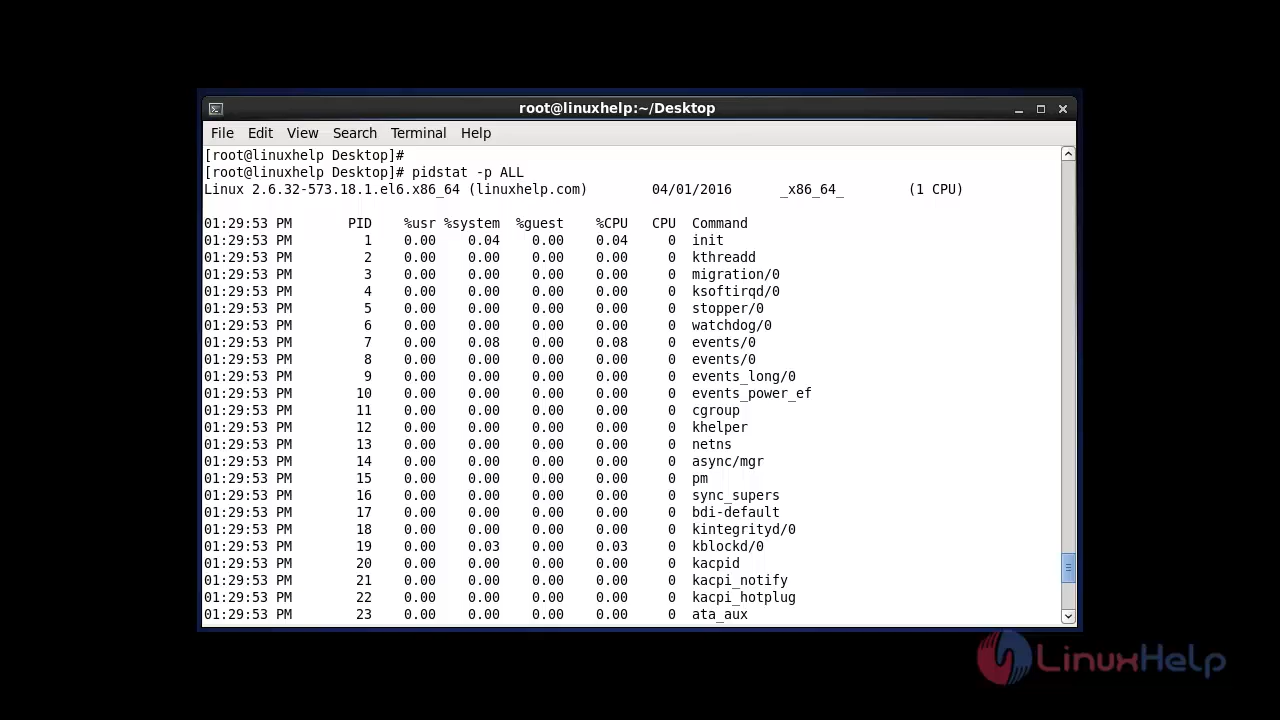 root@linuxhelp:~/Desktop
File Edit View Search Terminal Help
[root@linuxhelp Desktop]#
[root@linuxhelp Desktop]# pidstat -p ALL
Linux 2.6.32-573.18.1.el6.x86_64 (linuxhelp.com) 04/01/2016 _x86_64_ (1 CPU)
01:29:53 PM PID %usr %system %guest %CPU CPU Command
01:29:53 PM 1 0.00 0.04 0.00 0.04 0 init
01:29:53 PM 2 0.00 0.00 0.00 0.00 0 kthreadd
01:29:53 PM 3 0.00 0.00 0.00 0.00 0 migration/0
01:29:53 PM 4 0.00 0.00 0.00 0.00 0 ksoftirqd/0
01:29:53 PM 5 0.00 0.00 0.00 0.00 0 stopper/0
01:29:53 PM 6 0.00 0.00 0.00 0.00 0 watchdog/0
01:29:53 PM 7 0.00 0.08 0.00 0.08 0 events/0
01:29:53 PM 8 0.00 0.00 0.00 0.00 0 events/0
01:29:53 PM 9 0.00 0.00 0.00 0.00 0 events_long/0
01:29:53 PM 10 0.00 0.00 0.00 0.00 0 events_power_ef
01:29:53 PM 11 0.00 0.00 0.00 0.00 0 cgroup
01:29:53 PM 12 0.00 0.00 0.00 0.00 0 khelper
01:29:53 PM 13 0.00 0.00 0.00 0.00 0 netns
01:29:53 PM 14 0.00 0.00 0.00 0.00 0 async/mgr
01:29:53 PM 15 0.00 0.00 0.00 0.00 0 pm
01:29:53 PM 16 0.00 0.00 0.00 0.00 0 sync_supers
01:29:53 PM 17 0.00 0.00 0.00 0.00 0 bdi-default
01:29:53 PM 18 0.00 0.00 0.00 0.00 0 kintegrityd/0
01:29:53 PM 19 0.00 0.03 0.00 0.03 0 kblockd/0
01:29:53 PM 20 0.00 0.00 0.00 0.00 0 kacpid
01:29:53 PM 21 0.00 0.00 0.00 0.00 0 kacpi_notify
01:29:53 PM 22 0.00 0.00 0.00 0.00 0 kacpi_hotplug
01:29:53 PM 23 0.00 0.00 0.00 0.00 0 ata_aux
LinuxHelp